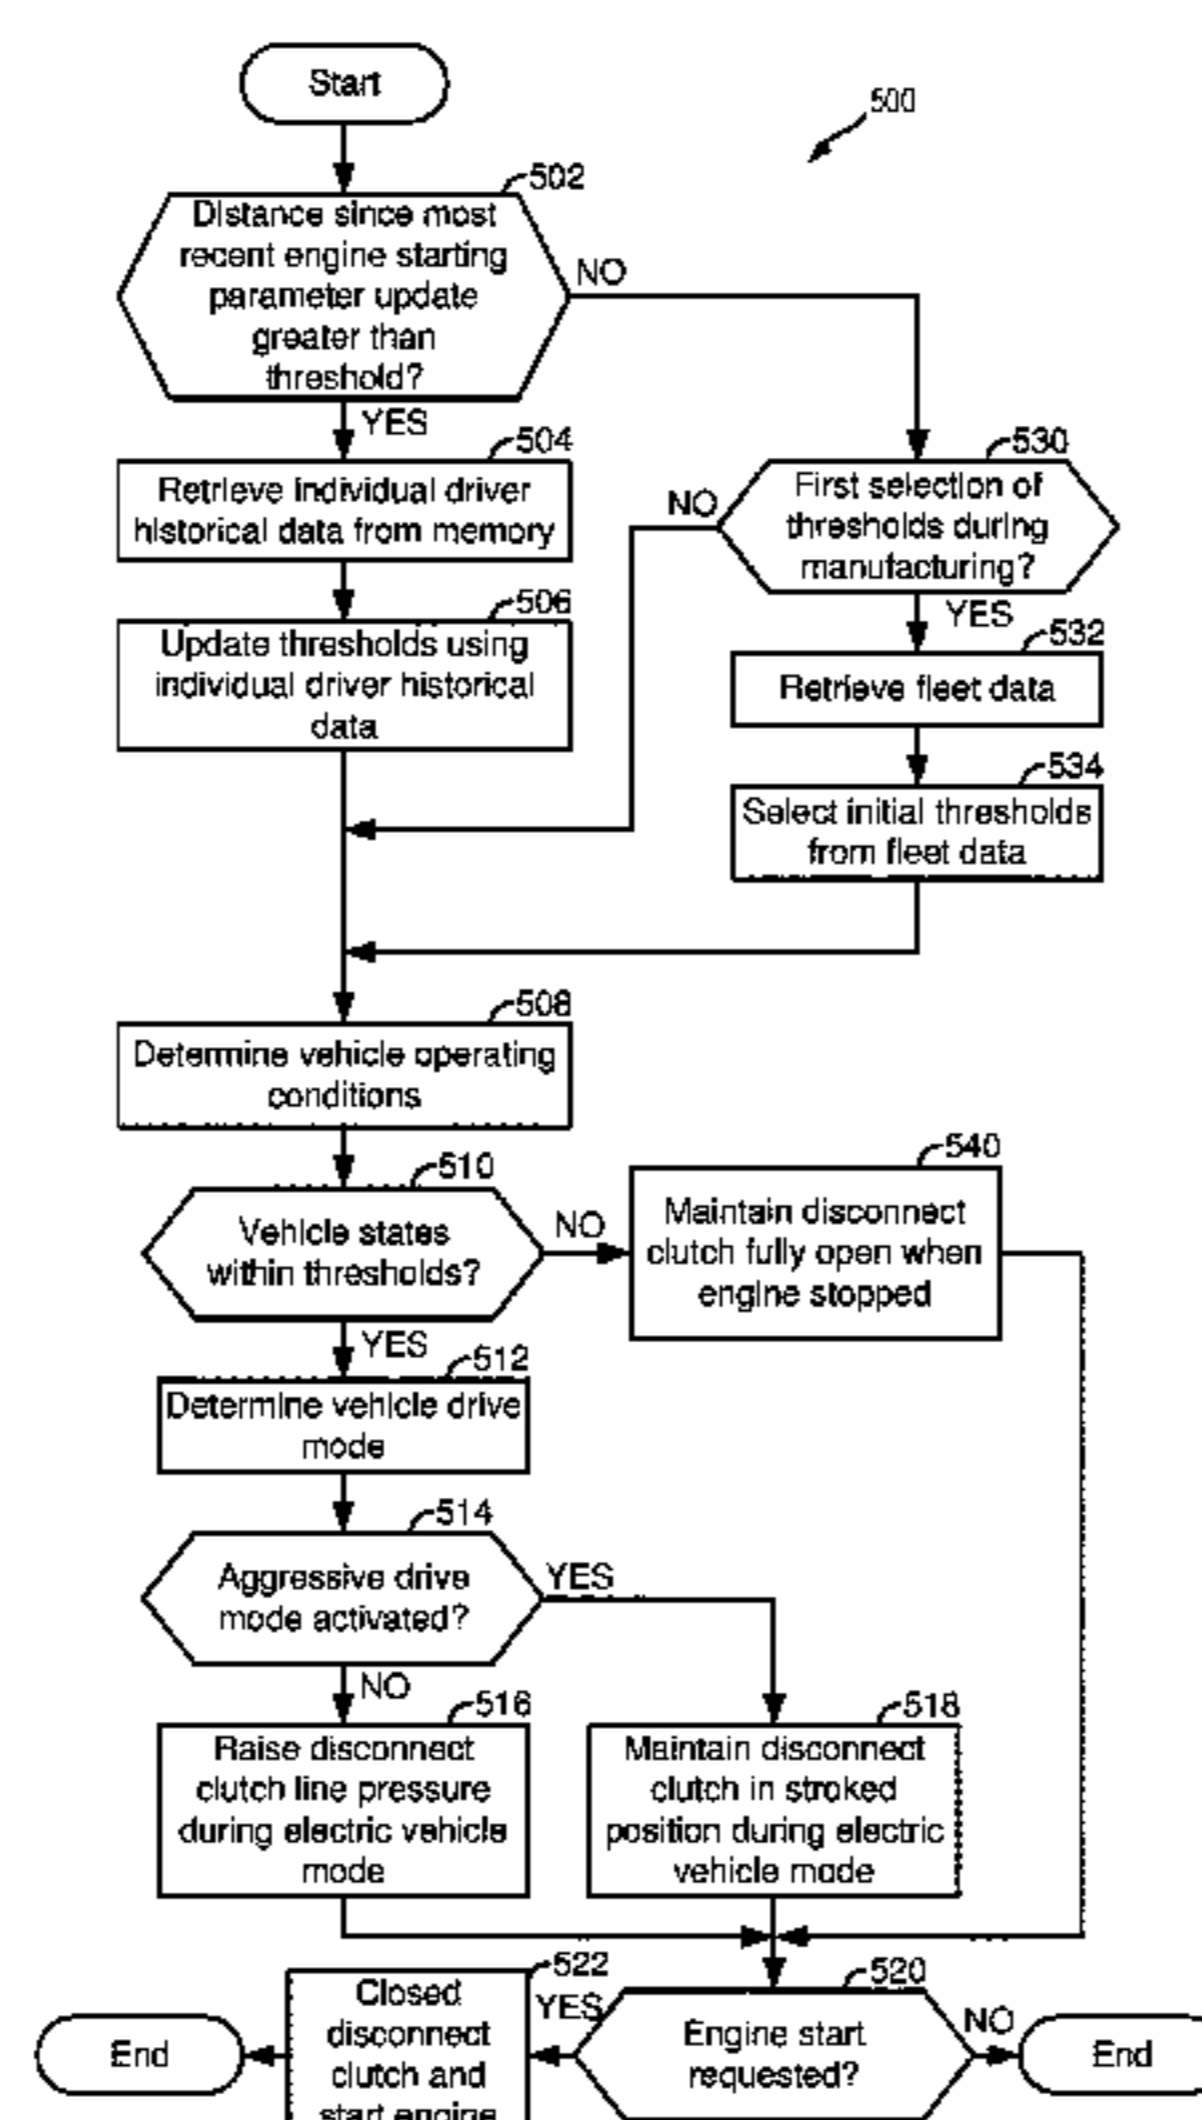 Start
500
502
Distance since most
recent engine starting
parameter update
greater than
threshold?
NO
YES
504
Retrieve individual driver
historical data from memory
506
Update thresholds using
individual driver historical
data
530
First selection of
thresholds during
manufacturing?
NO
YES
532
Retrieve fleet data
534
Select initial thresholds
from fleet data
508
Determine vehicle operating
conditions
510
Vehicle states
within thresholds?
NO
540
Maintain disconnect
clutch fully open when
engine stopped
YES
512
Determine vehicle drive
mode
514
Aggressive drive
mode activated?
YES
NO
516
Raise disconnect
clutch line pressure
during electric vehicle
mode
518
Maintain disconnect
clutch in stroked
position during electric
vehicle mode
520
Engine start
requested?
YES
NO
522
Closed
disconnect
clutch and
start engine
End
End